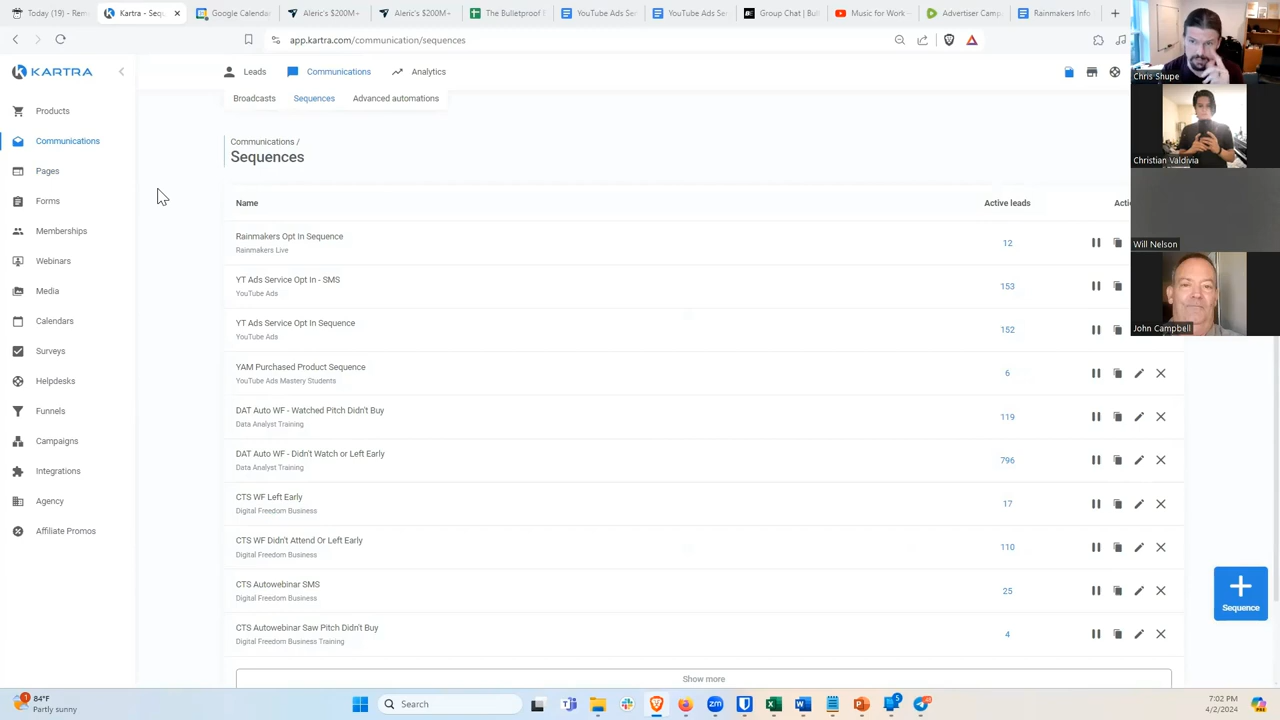 Today (19) - Rem
Kartra - Sequ
Google Calendar
Aleric's $200M+
Aleric's $200M+
The Bulletproof
YouTube Ads Se
YouTube Ads Ser
Group Chat | Buil
Music for Work
Advertiser Camp
Rainmakers Info
app.kartra.com/communication/sequences
KARTRA
Leads
Communications
Analytics
Broadcasts
Sequences
Advanced automations
Products
Communications
Pages
Forms
Memberships
Webinars
Media
Calendars
Surveys
Helpdesks
Funnels
Campaigns
Integrations
Agency
Affiliate Promos
Communications /
Sequences
Name Active leads Acti
Rainmakers Opt In Sequence
Rainmakers Live
12
YT Ads Service Opt In - SMS
YouTube Ads
153
YT Ads Service Opt In Sequence
YouTube Ads
152
YAM Purchased Product Sequence
YouTube Ads Mastery Students
6
DAT Auto WF - Watched Pitch Didn't Buy
Data Analyst Training
119
DAT Auto WF - Didn't Watch or Left Early
Data Analyst Training
796
CTS WF Left Early
Digital Freedom Business
17
CTS WF Didn't Attend Or Left Early
Digital Freedom Business
110
CTS Autowebinar SMS
Digital Freedom Business
25
CTS Autowebinar Saw Pitch Didn't Buy
Digital Freedom Business Training
4
Show more
Sequence
Chris Shupe
Christian Valdivia
Will Nelson
John Campbell
1
84°F
Partly sunny
Search
5
7:02 PM
4/2/2024